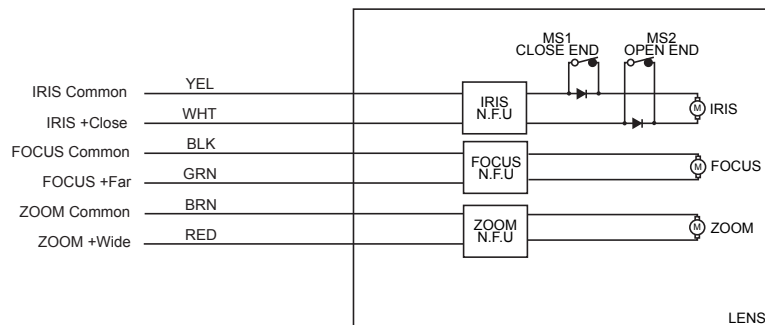 MS1
CLOSE END
MS2
OPEN END
IRIS Common
YEL
IRIS +Close
WHT
IRIS
N.F.U
M
IRIS
FOCUS Common
BLK
FOCUS +Far
GRN
FOCUS
N.F.U
M
FOCUS
ZOOM Common
BRN
ZOOM +Wide
RED
ZOOM
N.F.U
M
ZOOM
LENS